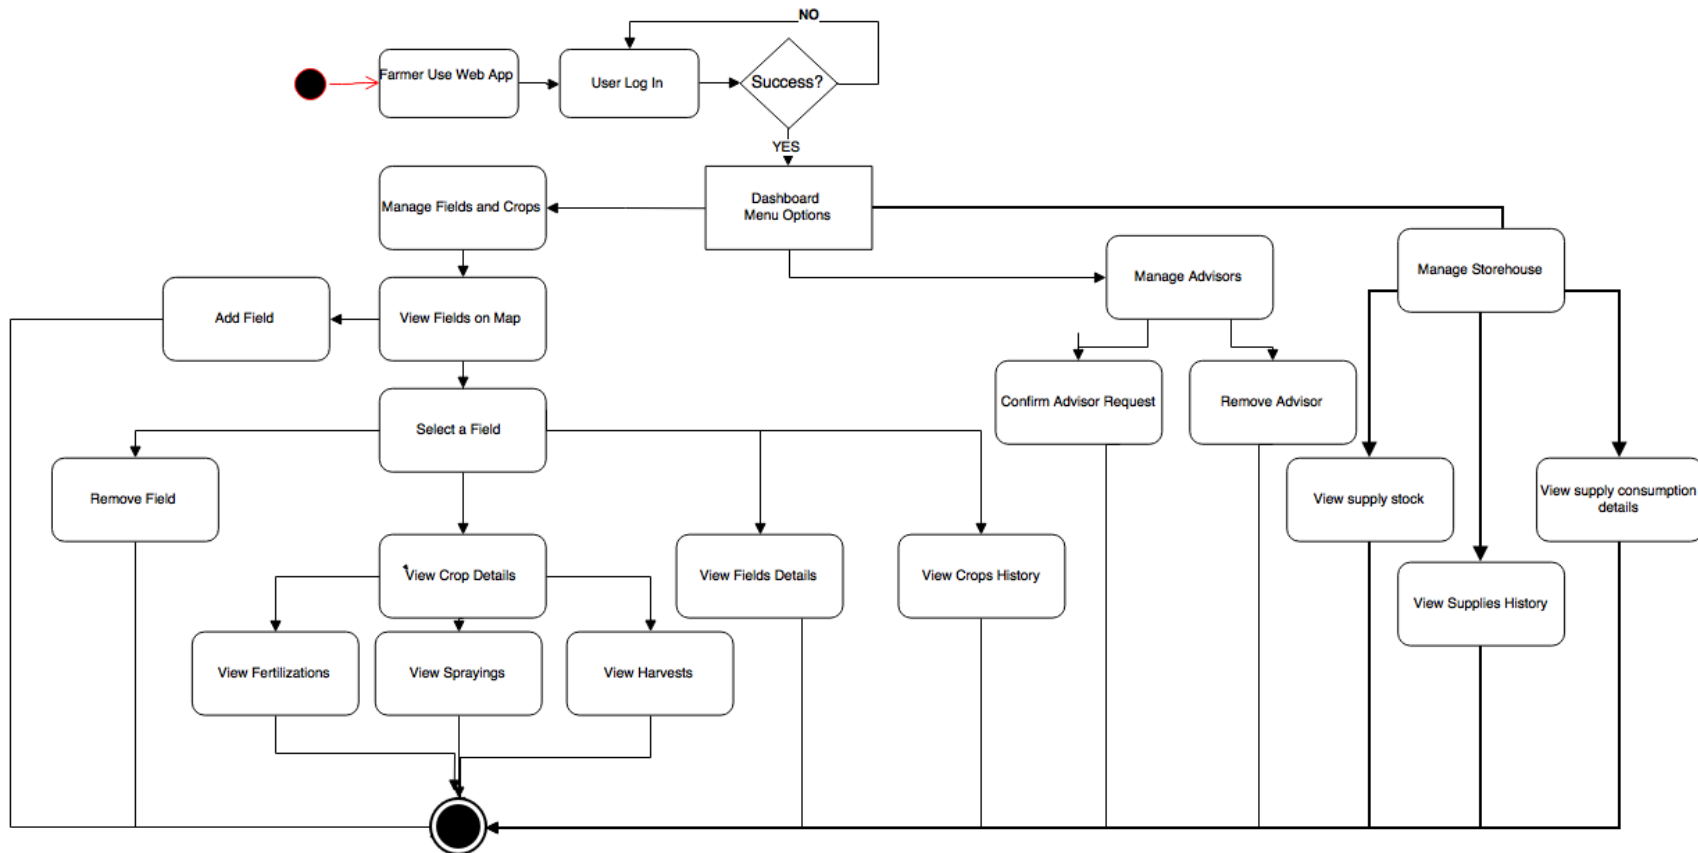 NO
Farmer Use Web App
User Log In
Success?
YES
Dashboard
Menu Options
Manage Fields and Crops
Manage Advisors
Manage Storehouse
Add Field
View Fields on Map
Confirm Advisor Request
Remove Advisor
Select a Field
Remove Field
View supply stock
View supply consumption
details
View Crop Details
View Fields Details
View Crops History
View Supplies History
View Fertilizations
View Sprayings
View Harvests